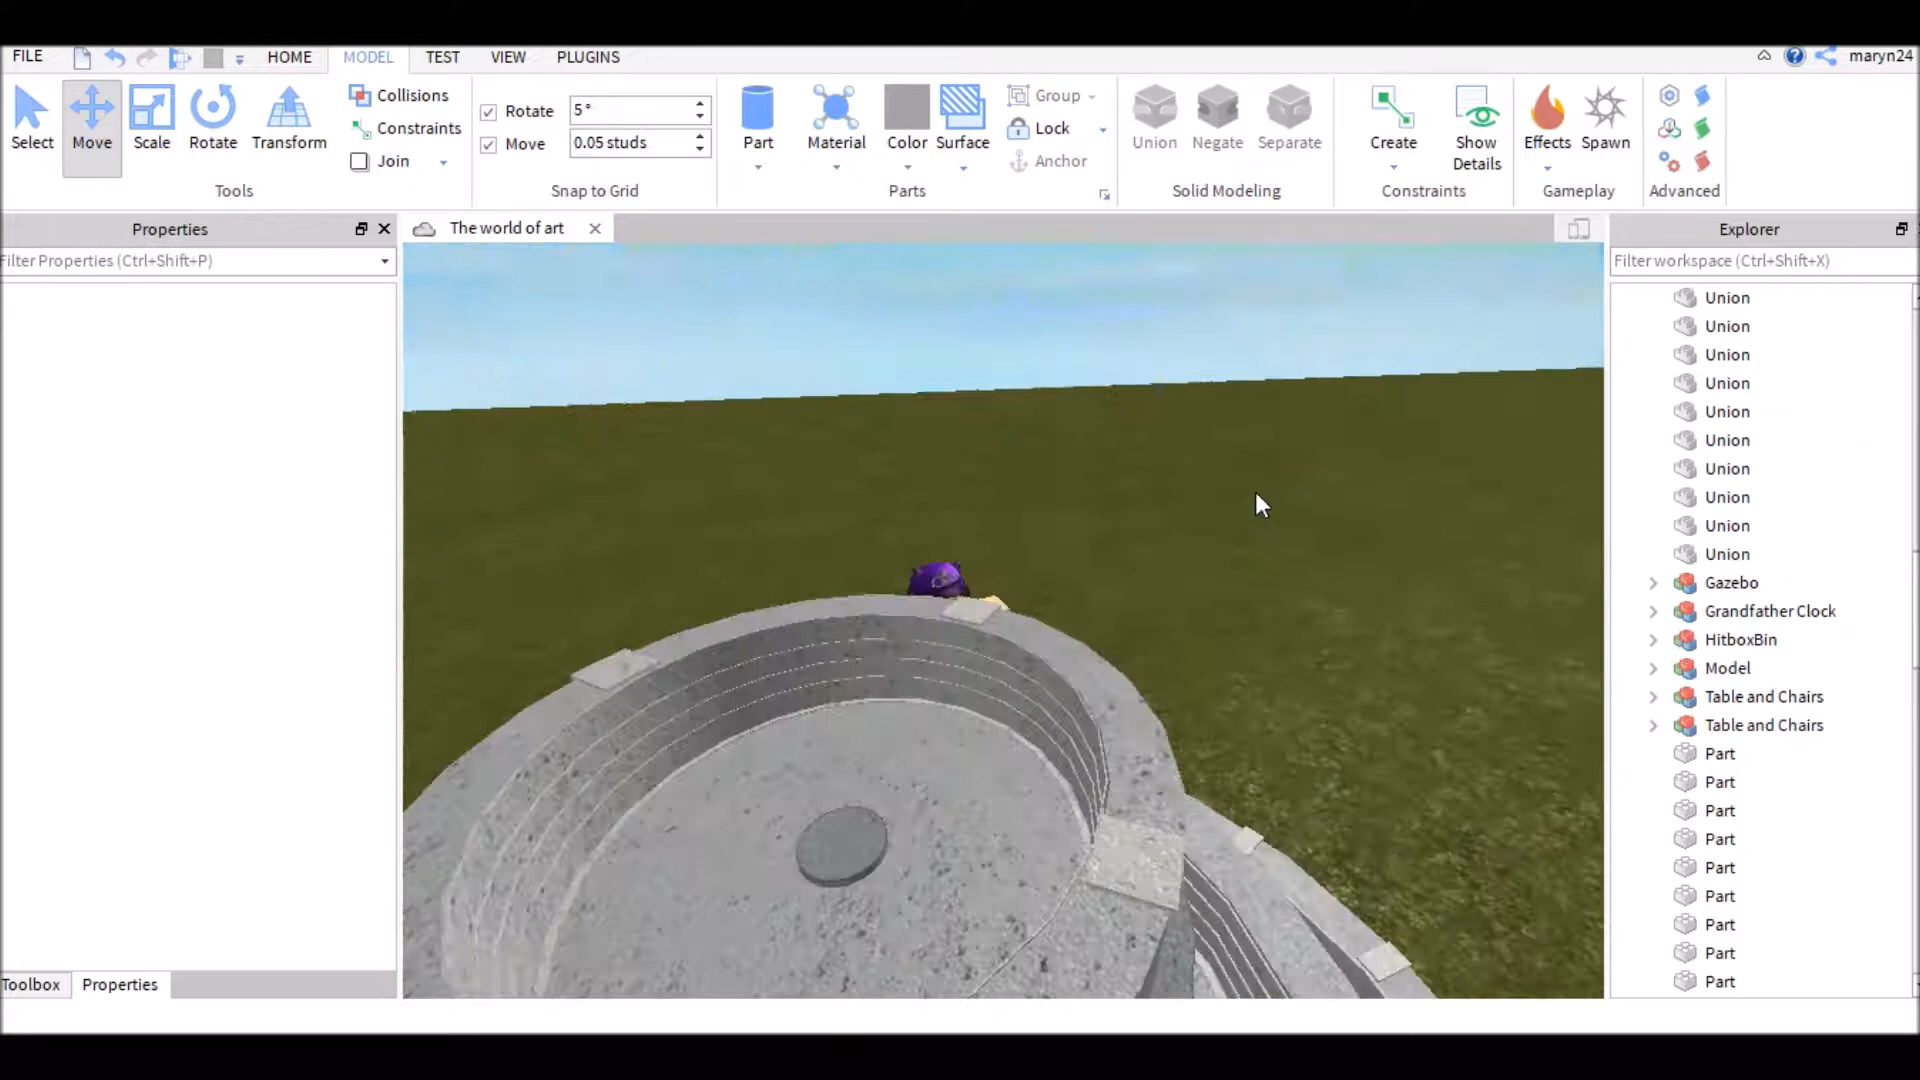 FILE HOME MODEL TEST VIEW PLUGINS maryn24
Select Move Scale Rotate Transform
Collisions
Constraints
Join
Tools
Rotate 5°
Move 0.05 studs
Snap to Grid
Part Material Color Surface
Group
Lock
Anchor
Parts
Union Negate Separate
Solid Modeling
Create Show Details
Constraints
Effects Spawn
Gameplay
Advanced
Properties
Filter Properties (Ctrl+Shift+P)
Toolbox Properties
The world of art
Explorer
Filter workspace (Ctrl+Shift+X)
Union
Union
Union
Union
Union
Union
Union
Union
Union
Union
Gazebo
Grandfather Clock
HitboxBin
Model
Table and Chairs
Table and Chairs
Part
Part
Part
Part
Part
Part
Part
Part
Part